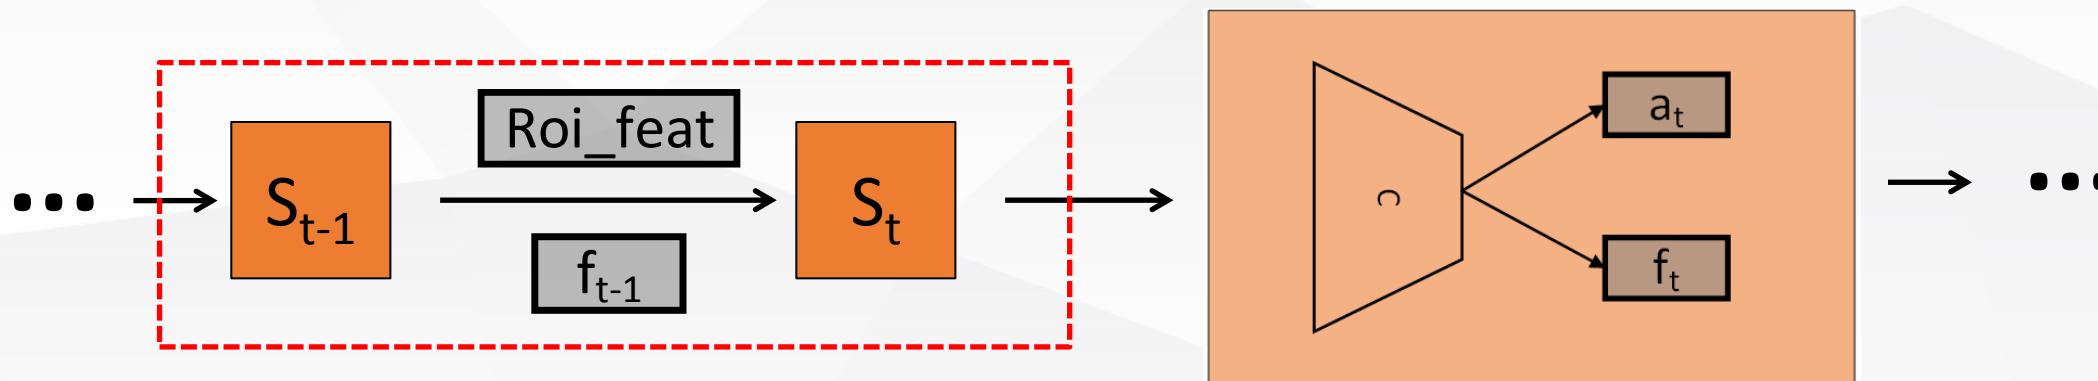 ... S_{t-1} Roi_feat S_t
f_{t-1}
c a_t
f_t ...